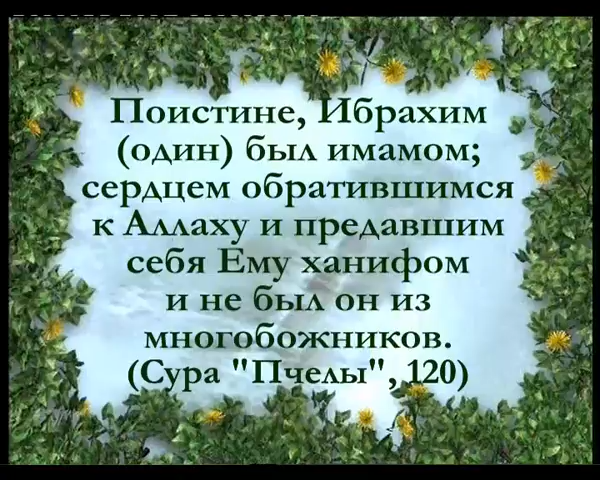 Поистине, Ибрахим
(один) был имамом;
сердцем обратившимся
к Аллаху и предавшим
себя Ему ханифом
и не был он из
многобожников.
(Сура "Пчелы", 120)